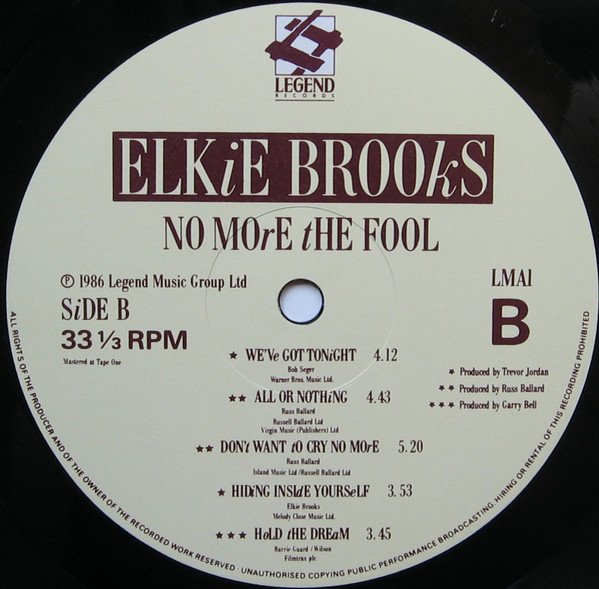 LEGEND
RECORDS
ELKiE BROOkS
NO MOrE tHE FOOL
℗ 1986 Legend Music Group Ltd
LMA1
SiDE B
B
33 1/3 RPM
Mastered at Tape One
★ WE'Ve GOT TONiGHT 4.12
Bob Seger
Warner Bros. Music Ltd.
★★ ALL OR NOTHiNG 4.43
Russ Ballard
Russell Ballard Ltd
Virgin Music (Publishers) Ltd
★★ DON't WANT tO CRY NO MOrE 5.20
Russ Ballard
Island Music Ltd /Russell Ballard Ltd
★ HIDiNG INSIdE YOURSeLF 3.53
Elkie Brooks
Melody Close Music Ltd.
★★★ HoLD tHE DREaM 3.45
Barrie Guard / Wilson
Filmtrax plc
★ Produced by Trevor Jordan
★★ Produced by Russ Ballard
★★★ Produced by Garry Bell
ALL RIGHTS OF THE PRODUCER AND OF THE OWNER OF THE RECORDED WORK RESERVED UNAUTHORISED COPYING PUBLIC PERFORMANCE BROADCASTING. HIRING OR RENTAL OF THIS RECORDING PROHIBITED